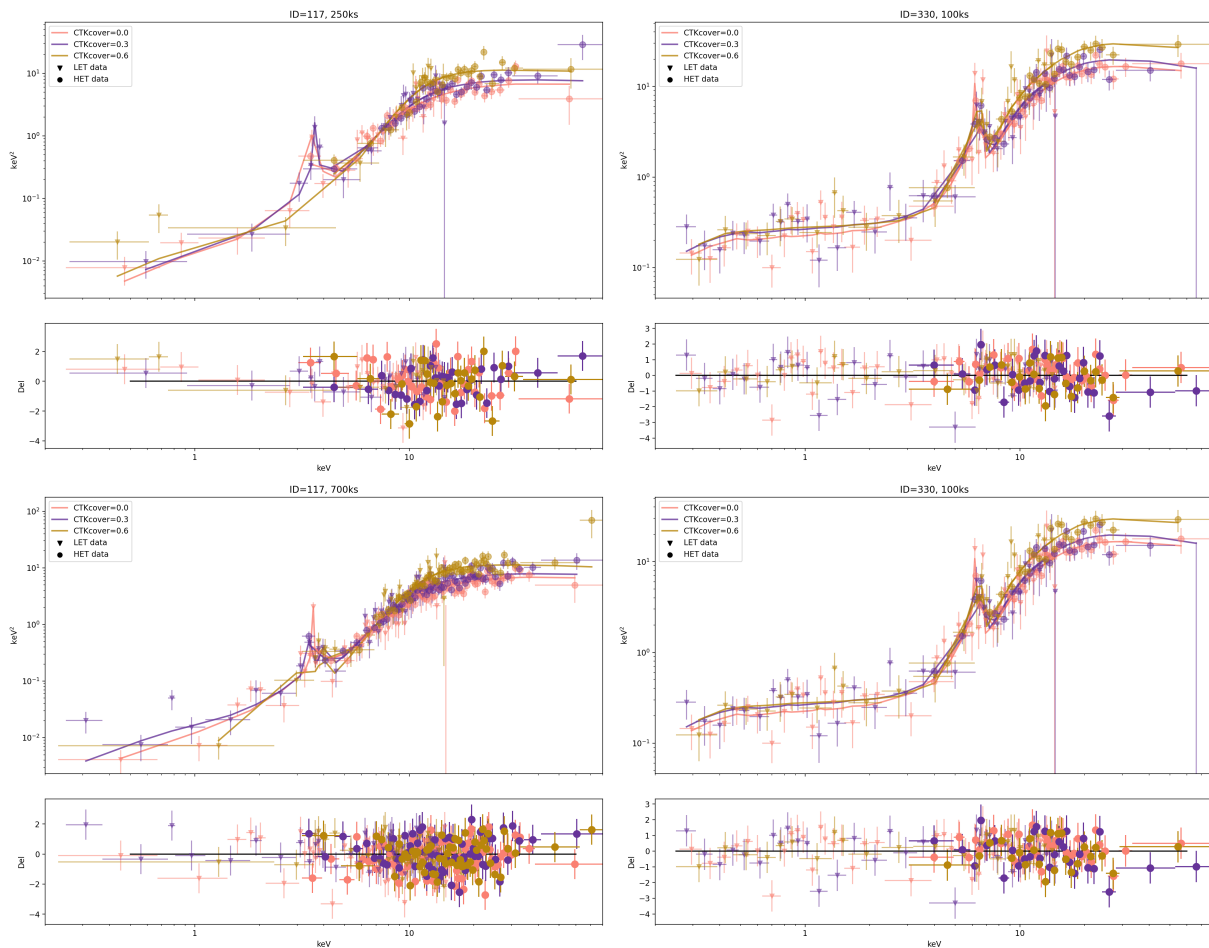 ID=117, 250ks
CTKcover=0.0
CTKcover=0.3
CTKcover=0.6
LET data
HET data
keV²
10¹
10⁰
10⁻¹
10⁻²
Del
2
0
−2
−4
1
10
keV
ID=330, 100ks
CTKcover=0.0
CTKcover=0.3
CTKcover=0.6
LET data
HET data
keV²
10¹
10⁰
10⁻¹
Del
3
2
1
0
−1
−2
−3
−4
1
10
keV
ID=117, 700ks
CTKcover=0.0
CTKcover=0.3
CTKcover=0.6
LET data
HET data
keV²
10²
10¹
10⁰
10⁻¹
10⁻²
Del
2
0
−2
−4
1
10
keV
ID=330, 100ks
CTKcover=0.0
CTKcover=0.3
CTKcover=0.6
LET data
HET data
keV²
10¹
10⁰
10⁻¹
Del
3
2
1
0
−1
−2
−3
−4
1
10
keV